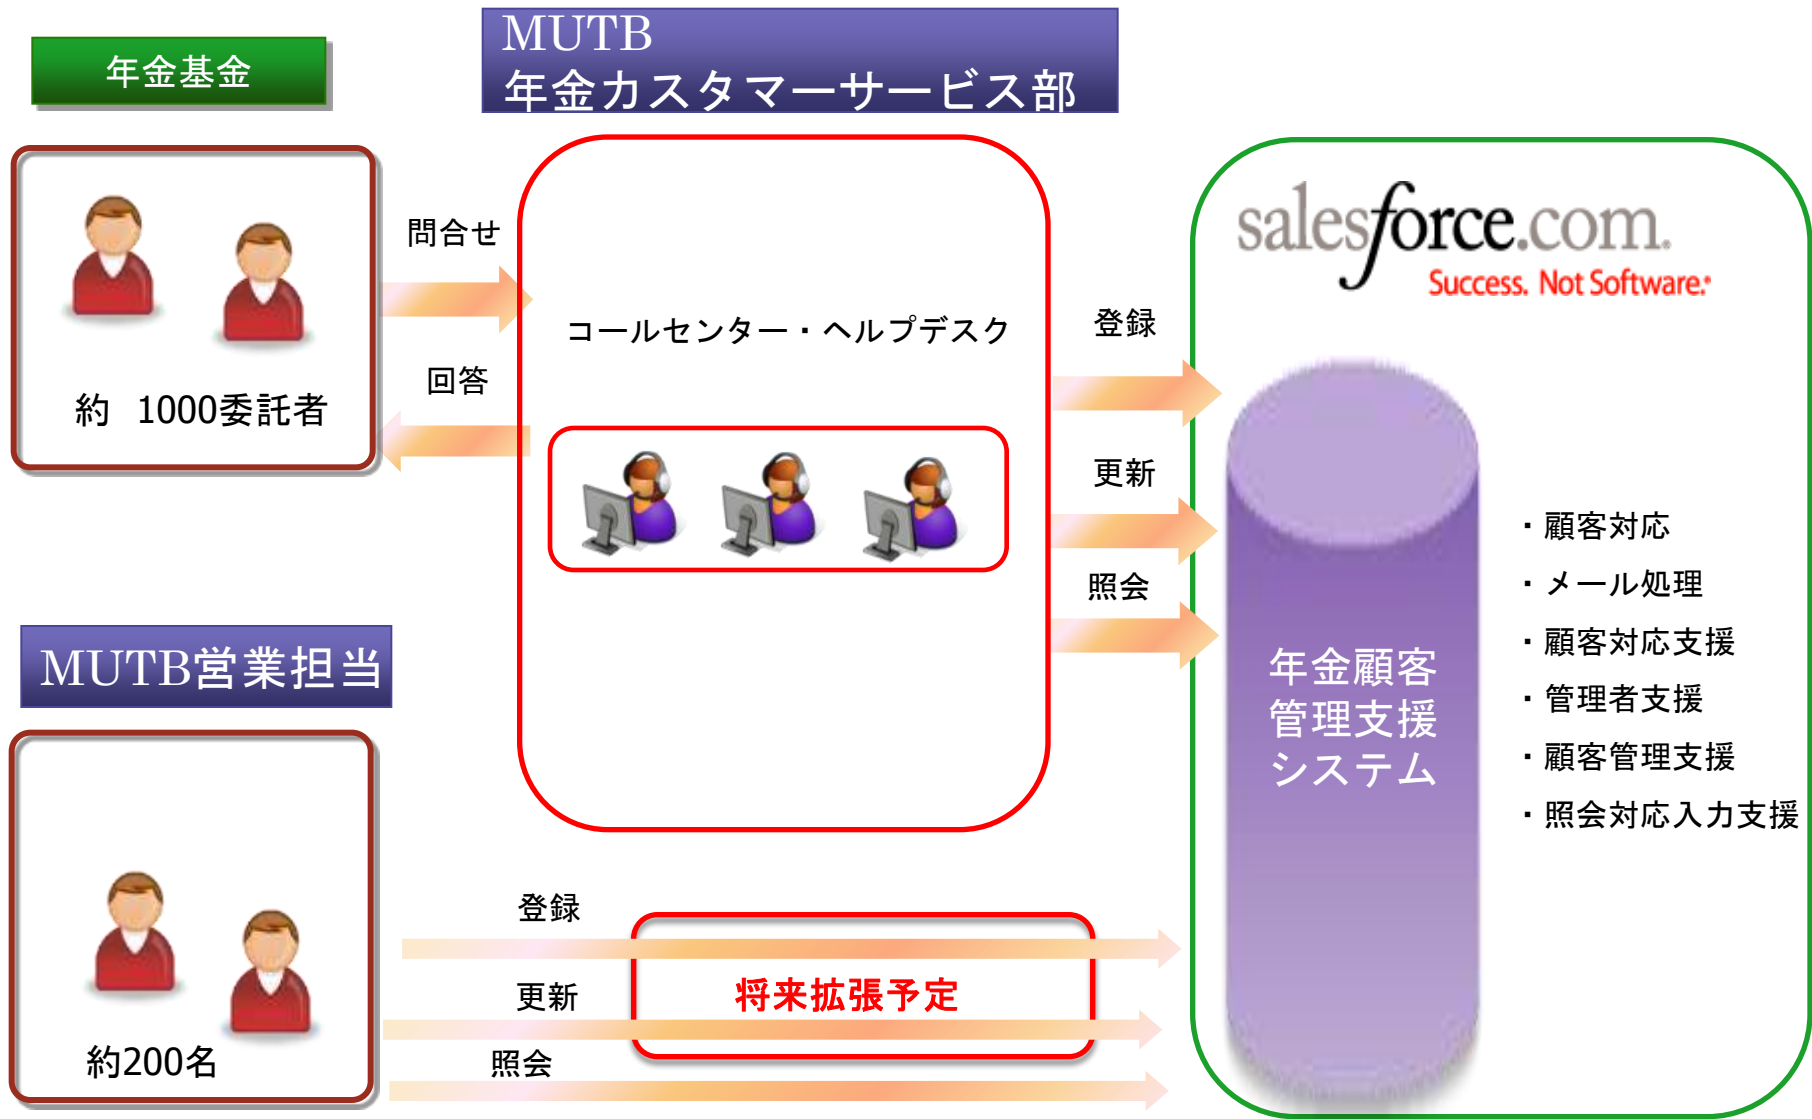 年金基金
MUTB
年金カスタマーサービス部
約 1000委託者
問合せ
回答
コールセンター・ヘルプデスク
登録
更新
照会
salesforce.com.
Success. Not Software.
年金顧客
管理支援
システム
・顧客対応
・メール処理
・顧客対応支援
・管理者支援
・顧客管理支援
・照会対応入力支援
MUTB営業担当
約200名
登録
更新
照会
将来拡張予定